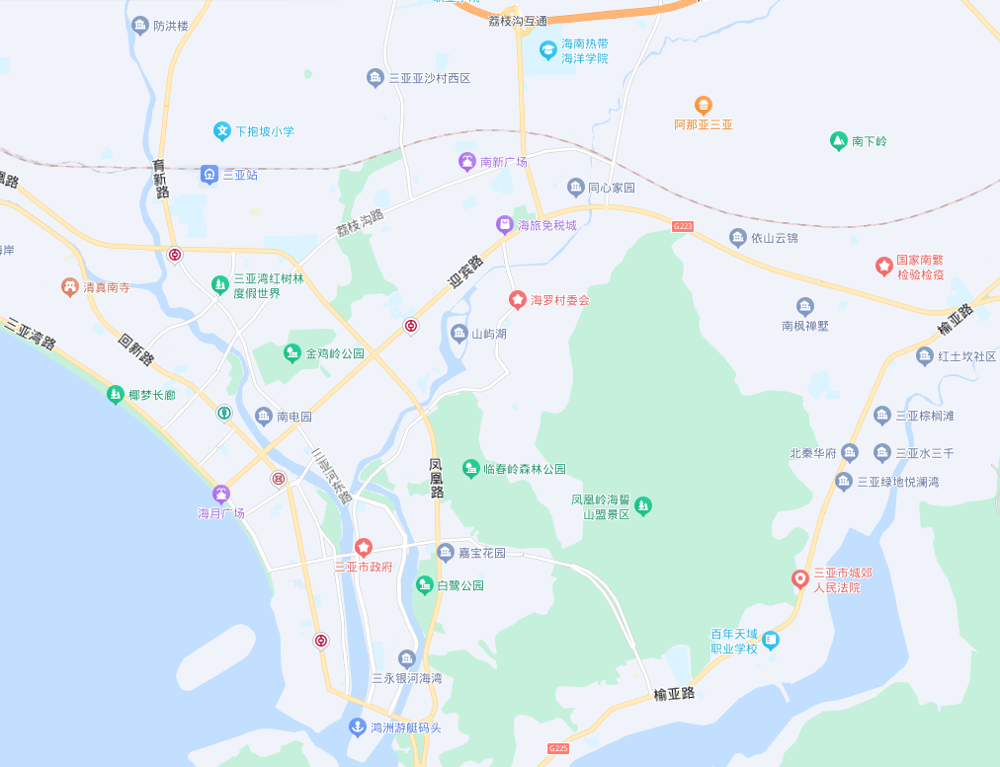 荔枝沟互通
防洪楼
海南热带
海洋学院
三亚亚沙村西区
阿那亚三亚
下抱坡小学
南下岭
南新广场
三亚站
育新路
同心家园
荔枝沟路
海旅免税城
G223
依山云锦
迎宾路
国家南繁
检验检疫
清真南寺
三亚湾红树林
度假世界
海罗村委会
南枫禅墅
榆亚路
三亚湾路
回新路
山屿湖
金鸡岭公园
红土坎社区
椰梦长廊
南电园
三亚棕榈滩
北秦华府
三亚水三千
三亚河东路
凤凰路
临春岭森林公园
三亚绿地悦澜湾
凤凰岭海誓
山盟景区
海月广场
嘉宝花园
三亚市政府
三亚市城郊
人民法院
白鹭公园
百年天域
职业学校
三永银河海湾
榆亚路
鸿洲游艇码头
G225